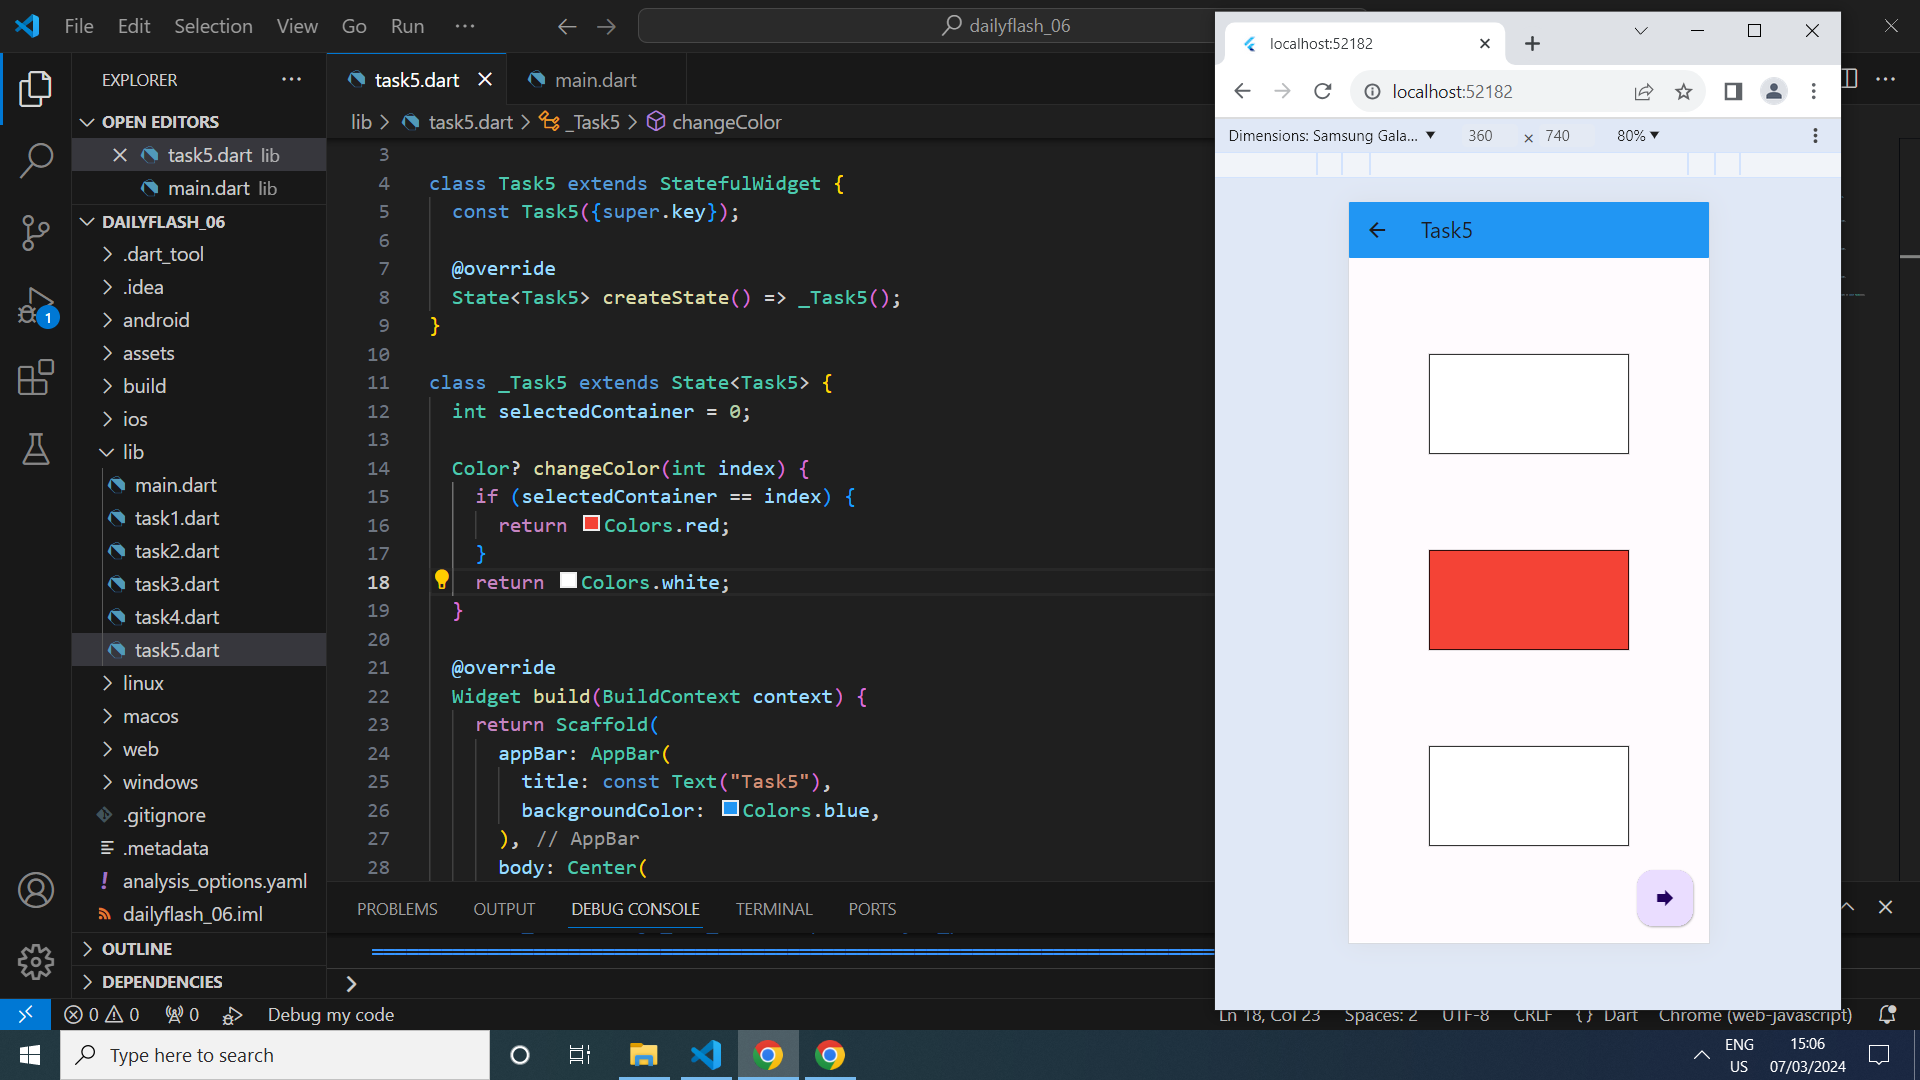 File Edit Selection View Go Run ···
dailyflash_06
EXPLORER
OPEN EDITORS
task5.dart lib
main.dart lib
DAILYFLASH_06
.dart_tool
.idea
android
assets
build
ios
lib
main.dart
task1.dart
task2.dart
task3.dart
task4.dart
task5.dart
linux
macos
web
windows
.gitignore
.metadata
analysis_options.yaml
dailyflash_06.iml
OUTLINE
DEPENDENCIES
task5.dart
main.dart
lib > task5.dart > _Task5 > changeColor
3
4 class Task5 extends StatefulWidget {
5 const Task5({super.key});
6
7 @override
8 State<Task5> createState() => _Task5();
9 }
10
11 class _Task5 extends State<Task5> {
12 int selectedContainer = 0;
13
14 Color? changeColor(int index) {
15 if (selectedContainer == index) {
16 return Colors.red;
17 }
18 return Colors.white;
19 }
20
21 @override
22 Widget build(BuildContext context) {
23 return Scaffold(
24 appBar: AppBar(
25 title: const Text("Task5"),
26 backgroundColor: Colors.blue,
27 ), // AppBar
28 body: Center(
PROBLEMS OUTPUT DEBUG CONSOLE TERMINAL PORTS
localhost:52182
localhost:52182
Dimensions: Samsung Gala... 360 × 740 80%
Task5
1
0 0 0 Debug my code
Ln 18, Col 23 Spaces: 2 UTF-8 CRLF {} Dart Chrome (web-javascript)
Type here to search
ENG
US
15:06
07/03/2024